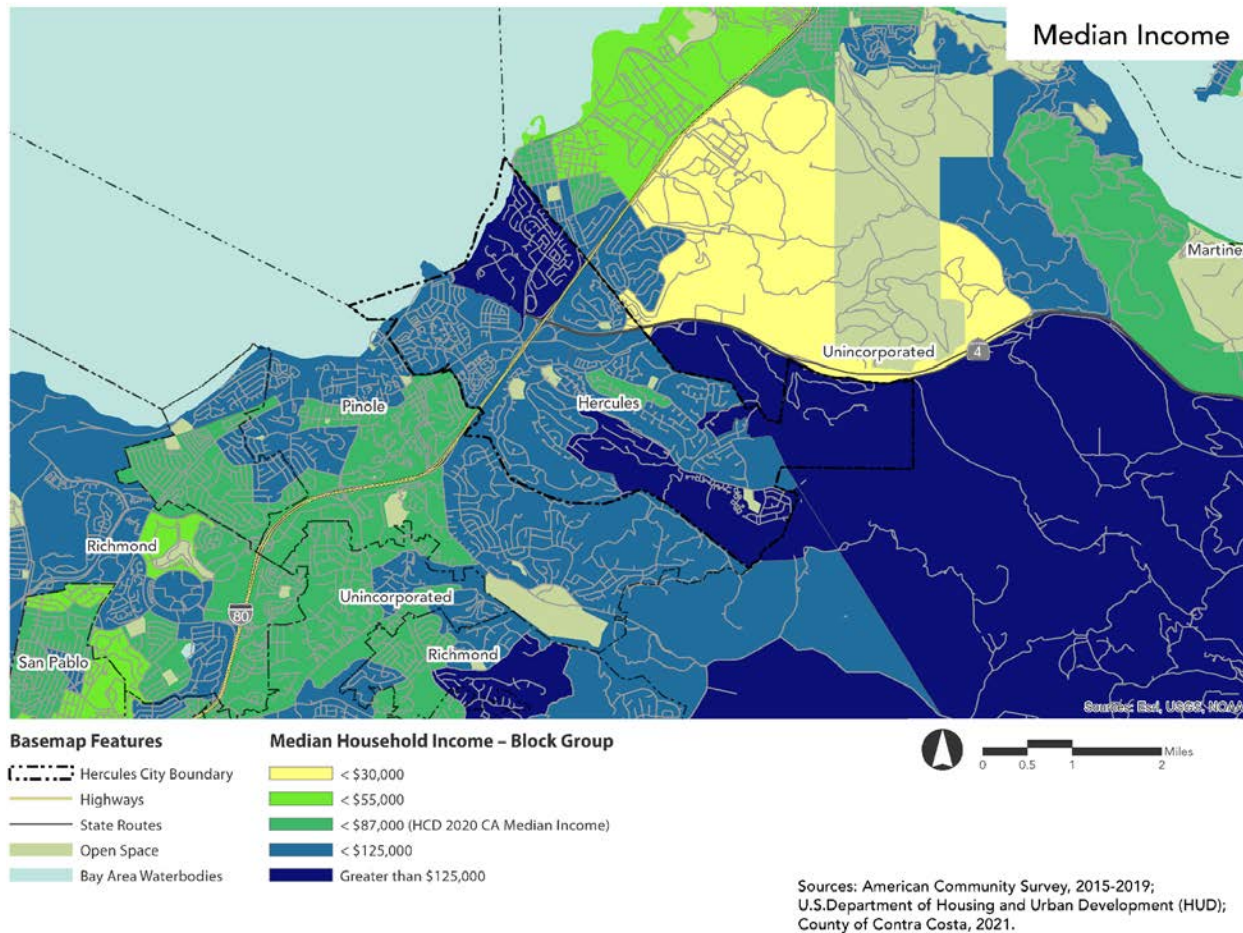 Median Income
Martine
Unincorporated
4
Hercules
Pinole
Richmond
Unincorporated
80
Richmond
San Pablo
Sources: Esri, USGS, NOAA
Basemap Features
Hercules City Boundary
Highways
State Routes
Open Space
Bay Area Waterbodies
Median Household Income – Block Group
< $30,000
< $55,000
< $87,000 (HCD 2020 CA Median Income)
< $125,000
Greater than $125,000
Miles
0 0.5 1 2
Sources: American Community Survey, 2015-2019;
U.S.Department of Housing and Urban Development (HUD);
County of Contra Costa, 2021.